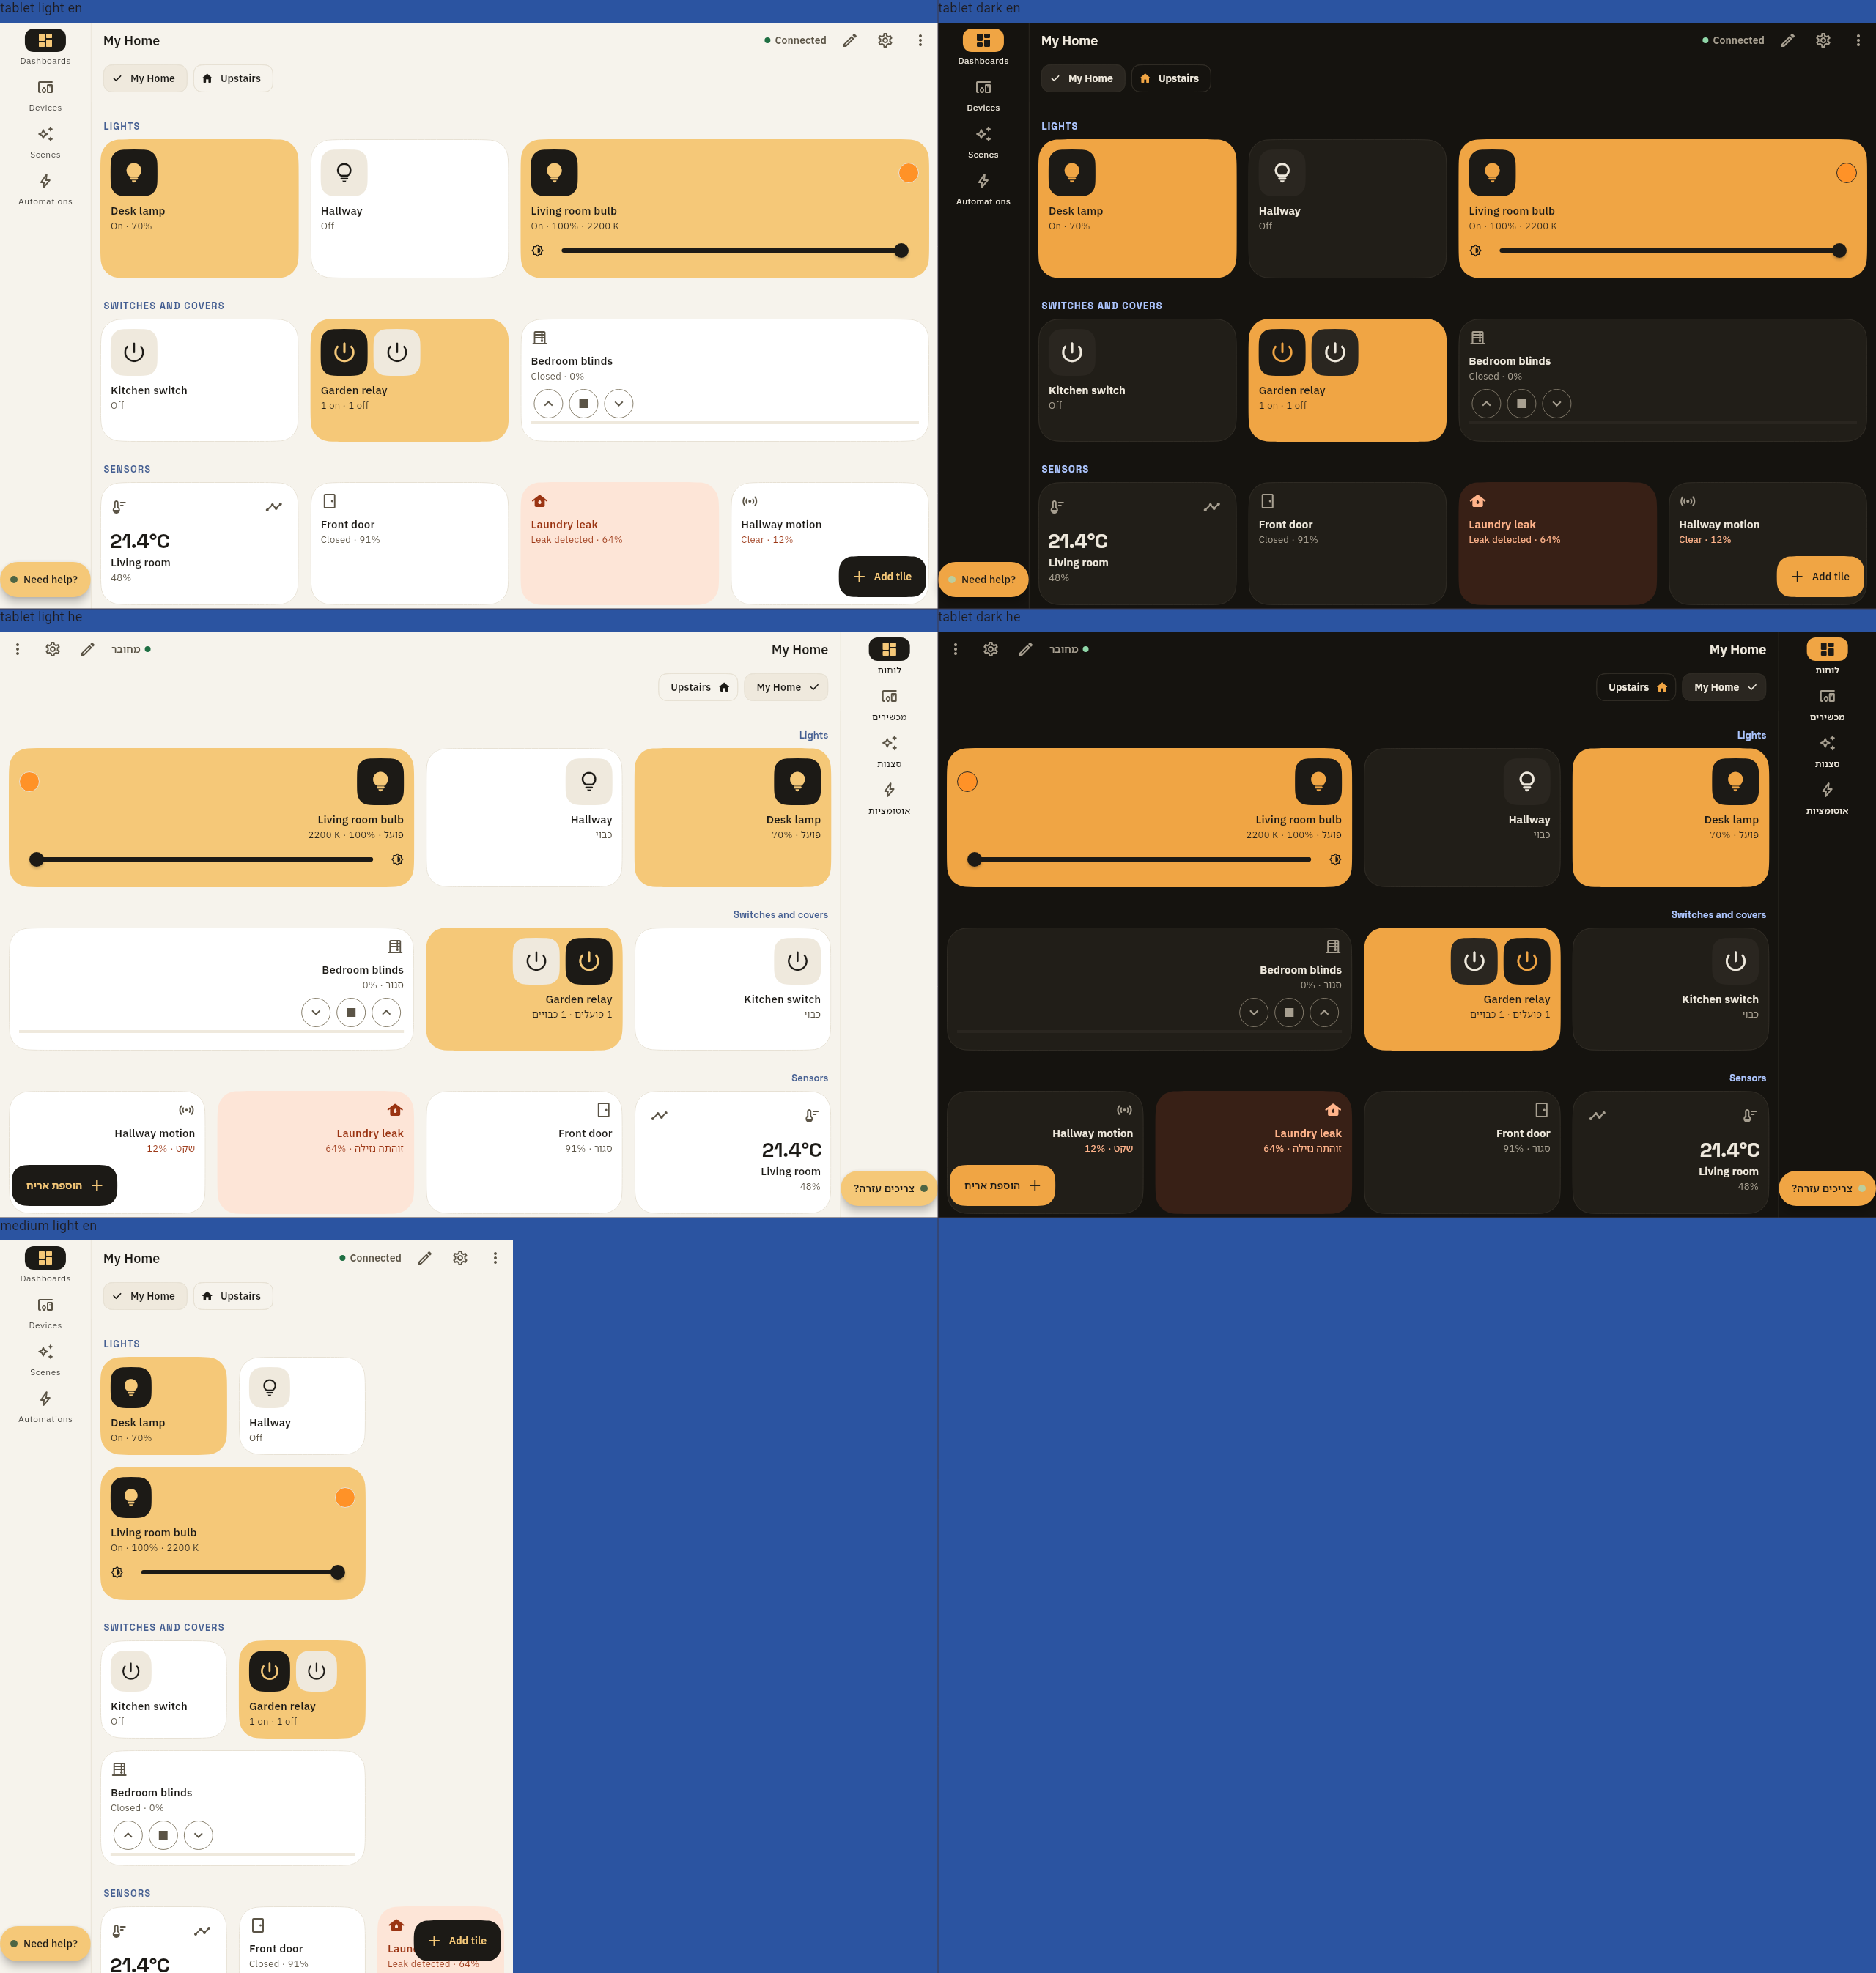 tablet light en
Dashboards
Devices
Scenes
Automations
Need help?
My Home
Connected
My Home
Upstairs
LIGHTS
Desk lamp
On · 70%
Hallway
Off
Living room bulb
On · 100% · 2200 K
SWITCHES AND COVERS
Kitchen switch
Off
Garden relay
1 on · 1 off
Bedroom blinds
Closed · 0%
SENSORS
21.4°C
Living room
48%
Front door
Closed · 91%
Laundry leak
Leak detected · 64%
Hallway motion
Clear · 12%
Add tile
tablet dark en
Dashboards
Devices
Scenes
Automations
Need help?
My Home
Connected
My Home
Upstairs
LIGHTS
Desk lamp
On · 70%
Hallway
Off
Living room bulb
On · 100% · 2200 K
SWITCHES AND COVERS
Kitchen switch
Off
Garden relay
1 on · 1 off
Bedroom blinds
Closed · 0%
SENSORS
21.4°C
Living room
48%
Front door
Closed · 91%
Laundry leak
Leak detected · 64%
Hallway motion
Clear · 12%
Add tile
tablet light he
לוחות
מכשירים
סצנות
אוטומציות
צריכים עזרה?
My Home
מחובר
My Home
Upstairs
Lights
Desk lamp
פועל · 70%
Hallway
כבוי
Living room bulb
פועל · 100% · 2200 K
Switches and covers
Kitchen switch
כבוי
Garden relay
1 פועלים · 1 כבויים
Bedroom blinds
סגור · 0%
Sensors
21.4°C
Living room
48%
Front door
סגור · 91%
Laundry leak
זוהתה נזילה · 64%
Hallway motion
שקט · 12%
הוספת אריח
tablet dark he
לוחות
מכשירים
סצנות
אוטומציות
צריכים עזרה?
My Home
מחובר
My Home
Upstairs
Lights
Desk lamp
פועל · 70%
Hallway
כבוי
Living room bulb
פועל · 100% · 2200 K
Switches and covers
Kitchen switch
כבוי
Garden relay
1 פועלים · 1 כבויים
Bedroom blinds
סגור · 0%
Sensors
21.4°C
Living room
48%
Front door
סגור · 91%
Laundry leak
זוהתה נזילה · 64%
Hallway motion
שקט · 12%
הוספת אריח
medium light en
Dashboards
Devices
Scenes
Automations
Need help?
My Home
Connected
My Home
Upstairs
LIGHTS
Desk lamp
On · 70%
Hallway
Off
Living room bulb
On · 100% · 2200 K
SWITCHES AND COVERS
Kitchen switch
Off
Garden relay
1 on · 1 off
Bedroom blinds
Closed · 0%
SENSORS
21.4°C
Front door
Closed · 91%
Leak detected · 64%
Add tile